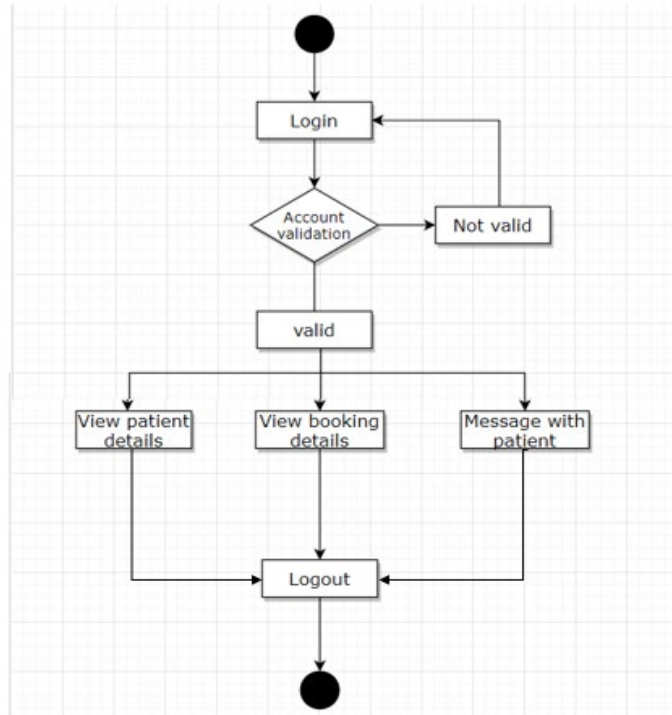 Login
Account
validation
Not valid
valid
View patient
details
View booking
details
Message with
patient
Logout